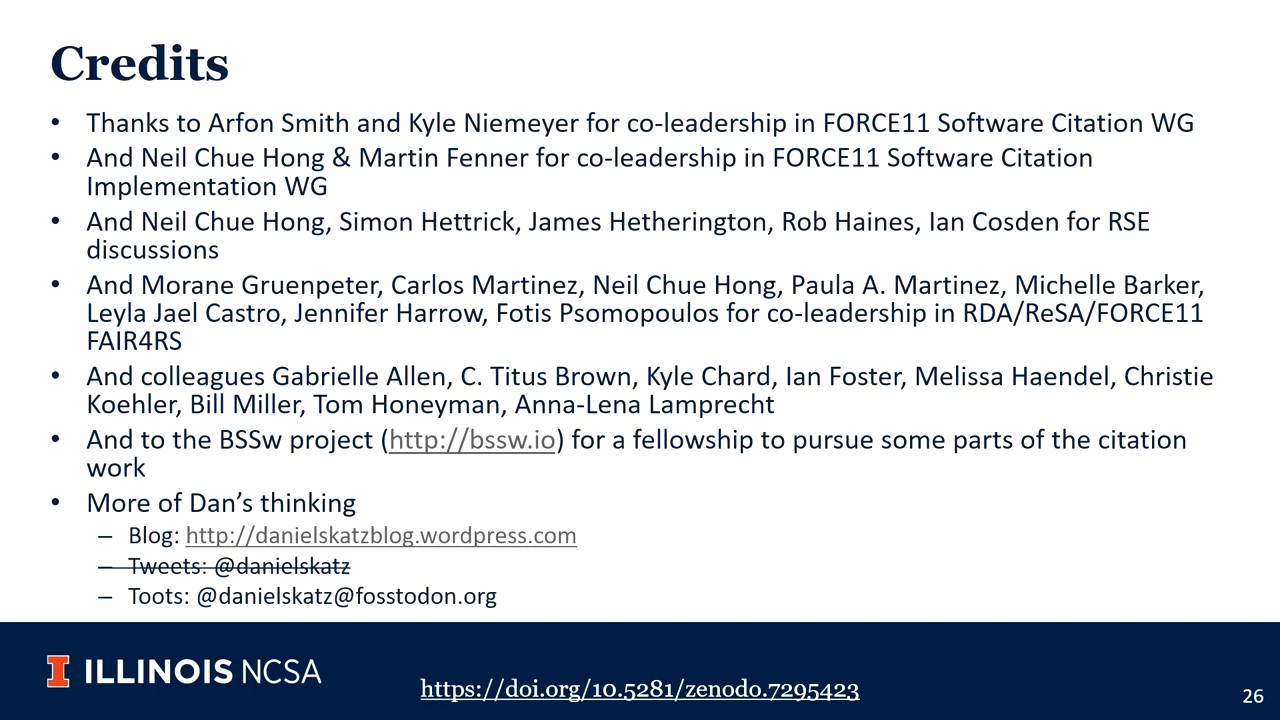 Credits
• Thanks to Arfon Smith and Kyle Niemeyer for co-leadership in FORCE11 Software Citation WG
• And Neil Chue Hong & Martin Fenner for co-leadership in FORCE11 Software Citation
Implementation WG
• And Neil Chue Hong, Simon Hettrick, James Hetherington, Rob Haines, Ian Cosden for RSE
discussions
• And Morane Gruenpeter, Carlos Martinez, Neil Chue Hong, Paula A. Martinez, Michelle Barker,
Leyla Jael Castro, Jennifer Harrow, Fotis Psomopoulos for co-leadership in RDA/ReSA/FORCE11
FAIR4RS
• And colleagues Gabrielle Allen, C. Titus Brown, Kyle Chard, Ian Foster, Melissa Haendel, Christie
Koehler, Bill Miller, Tom Honeyman, Anna-Lena Lamprecht
• And to the BSSw project (http://bssw.io) for a fellowship to pursue some parts of the citation
work
• More of Dan’s thinking
– Blog: http://danielskatzblog.wordpress.com
– Tweets: @danielskatz
– Toots: @danielskatz@fosstodon.org
I ILLINOIS NCSA
https://doi.org/10.5281/zenodo.7295423
26